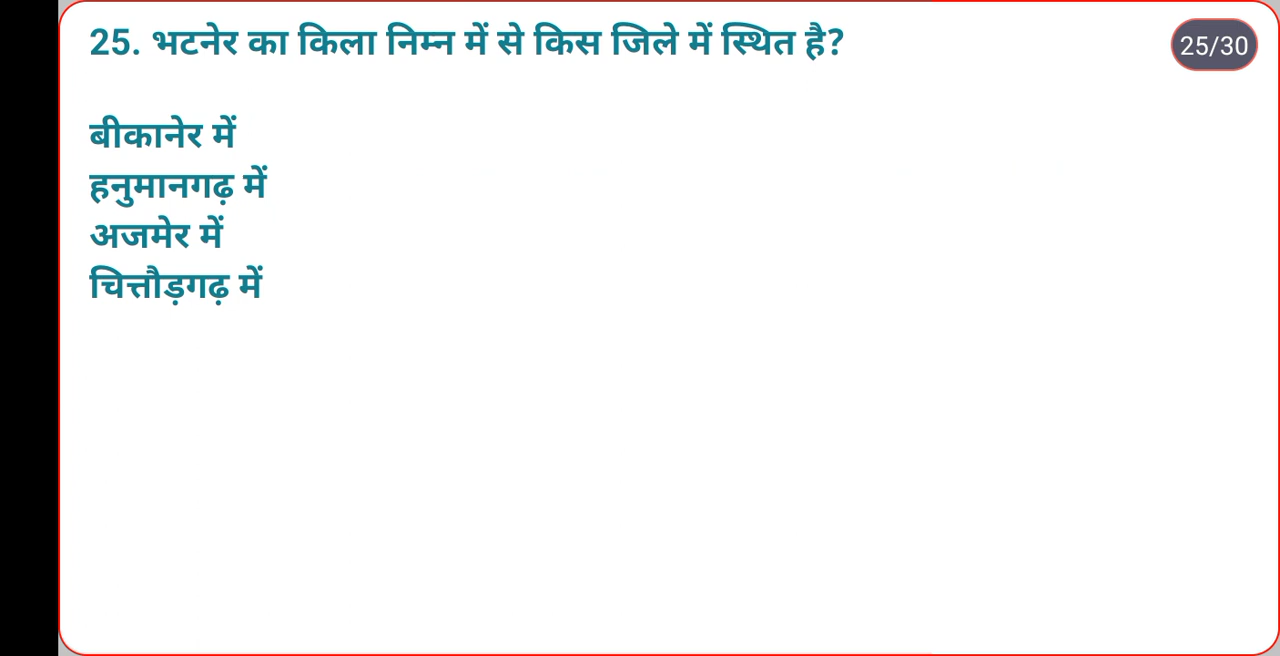 25. भटनेर का किला निम्न में से किस जिले में स्थित है?
25/30
बीकानेर में
हनुमानगढ़ में
अजमेर में
चित्तौड़गढ़ में